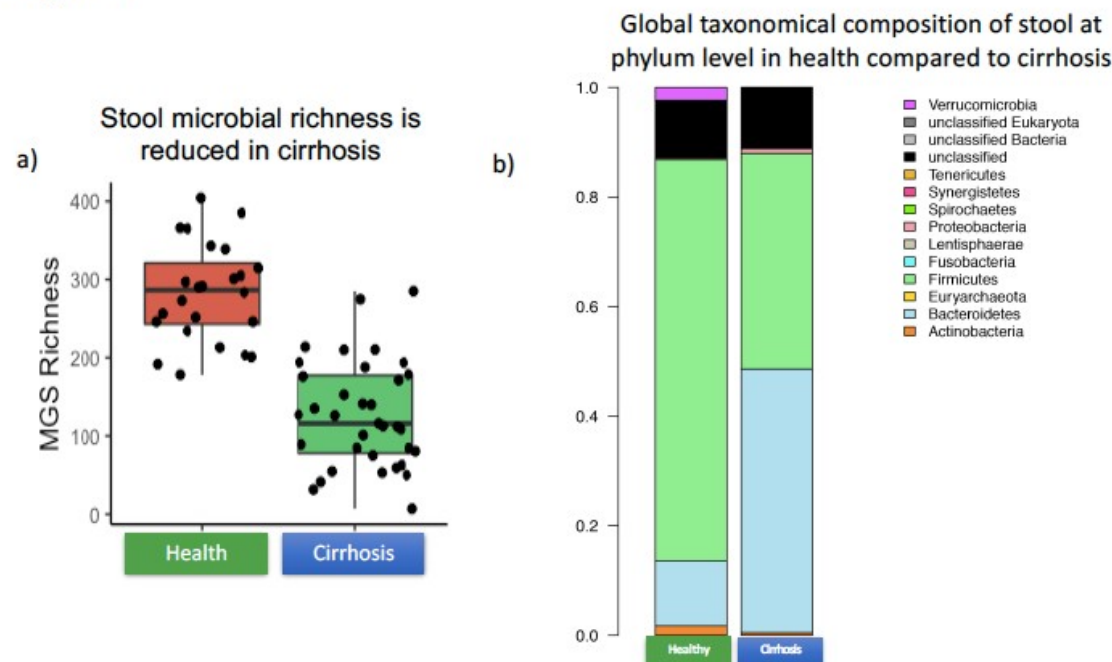 Global taxonomical composition of stool at
phylum level in health compared to cirrhosis
a)
Stool microbial richness is
reduced in cirrhosis
MGS Richness
400
300
200
100
0
Health
Cirrhosis
b)
1.0
0.8
0.6
0.4
0.2
0.0
Healthy
Cirrhosis
Verrucomicrobia
unclassified Eukaryota
unclassified Bacteria
unclassified
Tenericutes
Synergistetes
Spirochaetes
Proteobacteria
Lentisphaerae
Fusobacteria
Firmicutes
Euryarchaeota
Bacteroidetes
Actinobacteria